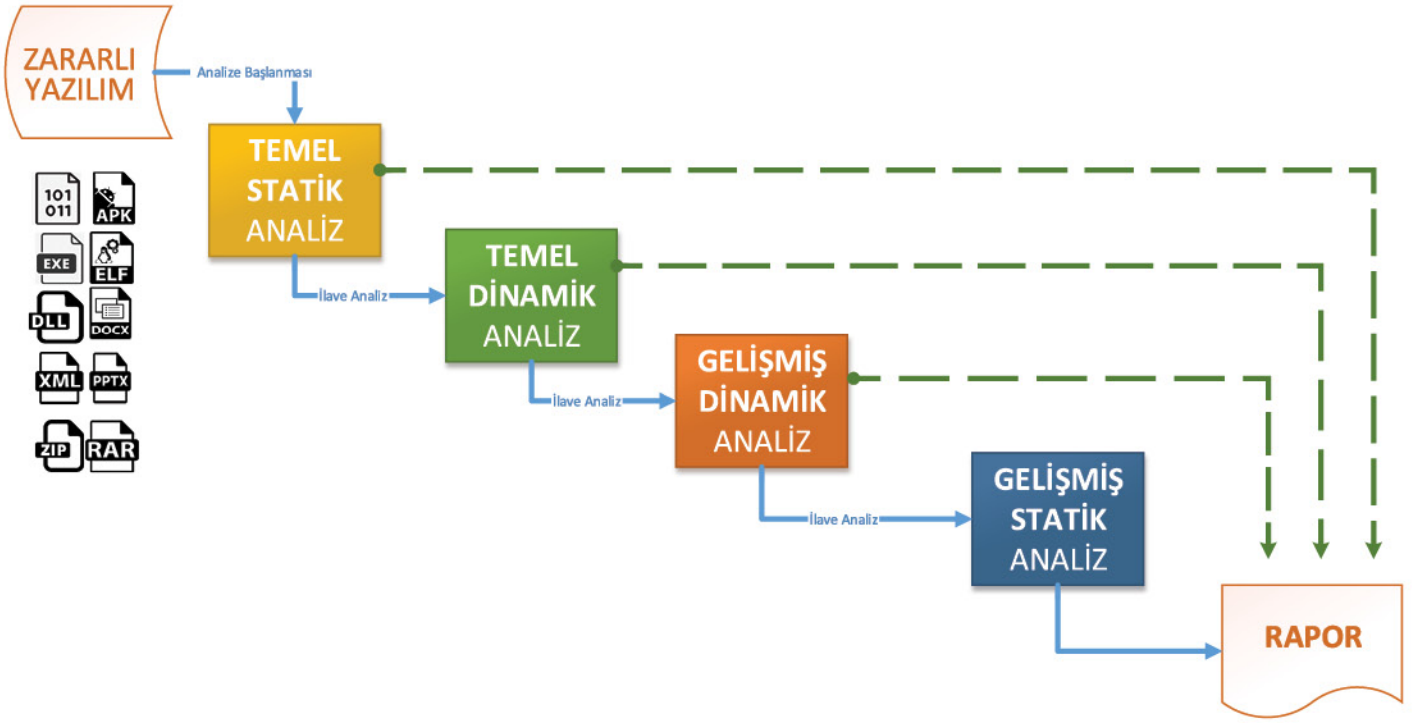 ZARARLI
YAZILIM
Analize Başlanması
TEMEL
STATİK
ANALİZ
101
011
APK
EXE
ELF
DLL
DOCX
XML
PPTX
ZIP
RAR
İlave Analiz
TEMEL
DİNAMİK
ANALİZ
İlave Analiz
GELİŞMİŞ
DİNAMİK
ANALİZ
İlave Analiz
GELİŞMİŞ
STATİK
ANALİZ
RAPOR